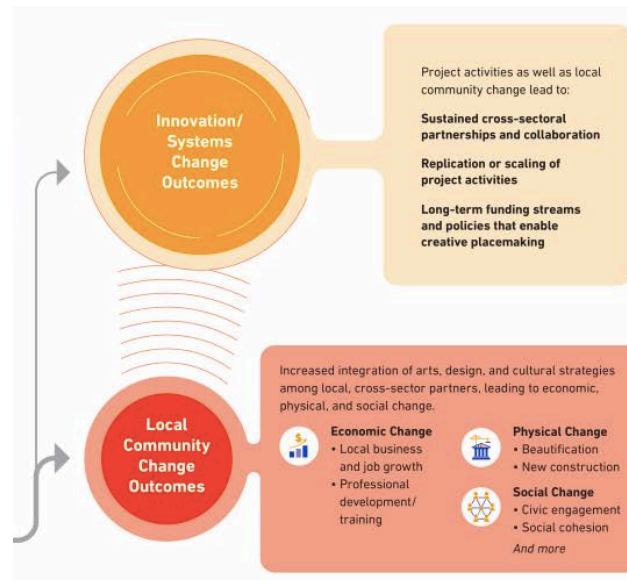 Innovation/
Systems
Change
Outcomes
Project activities as well as local
community change lead to:
Sustained cross-sectoral
partnerships and collaboration
Replication or scaling of
project activities
Long-term funding streams
and policies that enable
creative placemaking
Local
Community
Change
Outcomes
Increased integration of arts, design, and cultural strategies
among local, cross-sector partners, leading to economic,
physical, and social change.
$
Economic Change
• Local business
and job growth
• Professional
development/
training
Physical Change
• Beautification
• New construction
Social Change
• Civic engagement
• Social cohesion
And more